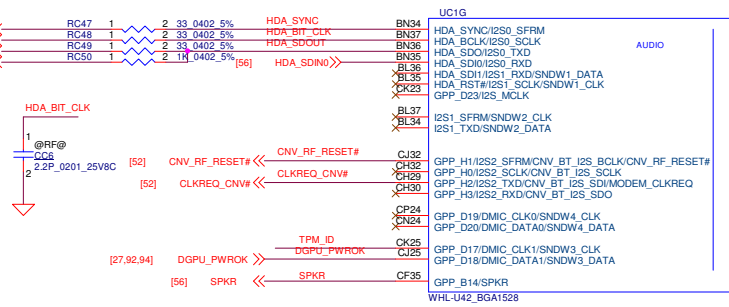 UC1G
RC47 1 2 33_0402_5% HDA_SYNC BN34 HDA_SYNC/I2S0_SFRM
RC48 1 2 33_0402_5% HDA_BIT_CLK BN37 HDA_BCLK/I2S0_SCLK AUDIO
RC49 1 2 33_0402_5% HDA_SDOUT BN36 HDA_SDO/I2S0_TXD
RC50 1 2 1K_0402_5% [56] HDA_SDIN0 BN35 HDA_SDI0/I2S0_RXD
BL36 HDA_SDI1/I2S1_RXD/SNDW1_DATA
BL35 HDA_RST#/I2S1_SCLK/SNDW1_CLK
CK23 GPP_D23/I2S_MCLK
HDA_BIT_CLK
BL37 I2S1_SFRM/SNDW2_CLK
BL34 I2S1_TXD/SNDW2_DATA
1
@RF@
CC6
2.2P_0201_25V8C
2
[52] CNV_RF_RESET# CNV_RF_RESET# CJ32 GPP_H1/I2S2_SFRM/CNV_BT_I2S_BCLK/CNV_RF_RESET#
CH32 GPP_H0/I2S2_SCLK/CNV_BT_I2S_SCLK
[52] CLKREQ_CNV# CLKREQ_CNV# CH29 GPP_H2/I2S2_TXD/CNV_BT_I2S_SDI/MODEM_CLKREQ
CH30 GPP_H3/I2S2_RXD/CNV_BT_I2S_SDO
CP24 GPP_D19/DMIC_CLK0/SNDW4_CLK
CN24 GPP_D20/DMIC_DATA0/SNDW4_DATA
TPM_ID CK25 GPP_D17/DMIC_CLK1/SNDW3_CLK
[27,92,94] DGPU_PWROK DGPU_PWROK CJ25 GPP_D18/DMIC_DATA1/SNDW3_DATA
[56] SPKR SPKR CF35 GPP_B14/SPKR
WHL-U42_BGA1528